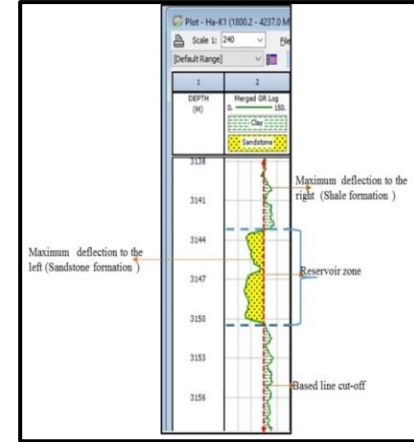 Plot - Ha-K1 (1800.2 - 4237.0 M
Scale 1: 240
[Default Range]
1 2
DEPTH
(M)
Merged GR Log
0. 150.
Clay
Sandstone
3138
Maximum deflection to the
right (Shale formation )
3141
3144
Maximum deflection to the
left (Sandstone formation )
Reservoir zone
3147
3150
3153
Based line cut-off
3156